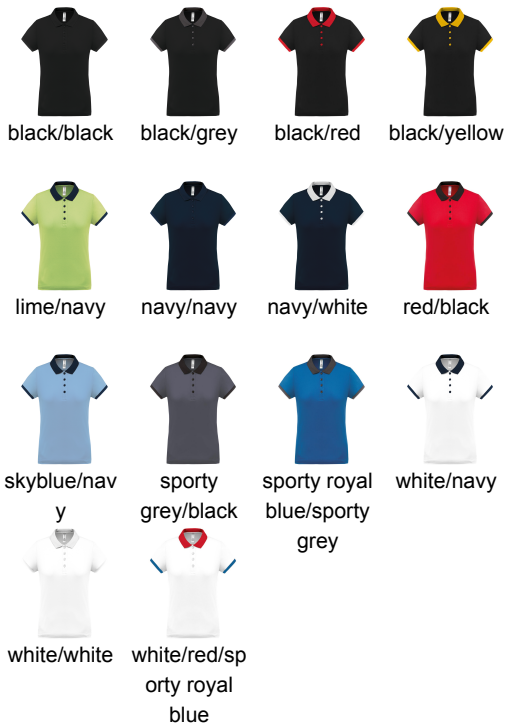 black/black
black/grey
black/red
black/yellow
lime/navy
navy/navy
navy/white
red/black
skyblue/nav
y
sporty
grey/black
sporty royal
blue/sporty
grey
white/navy
white/white
white/red/sp
orty royal
blue